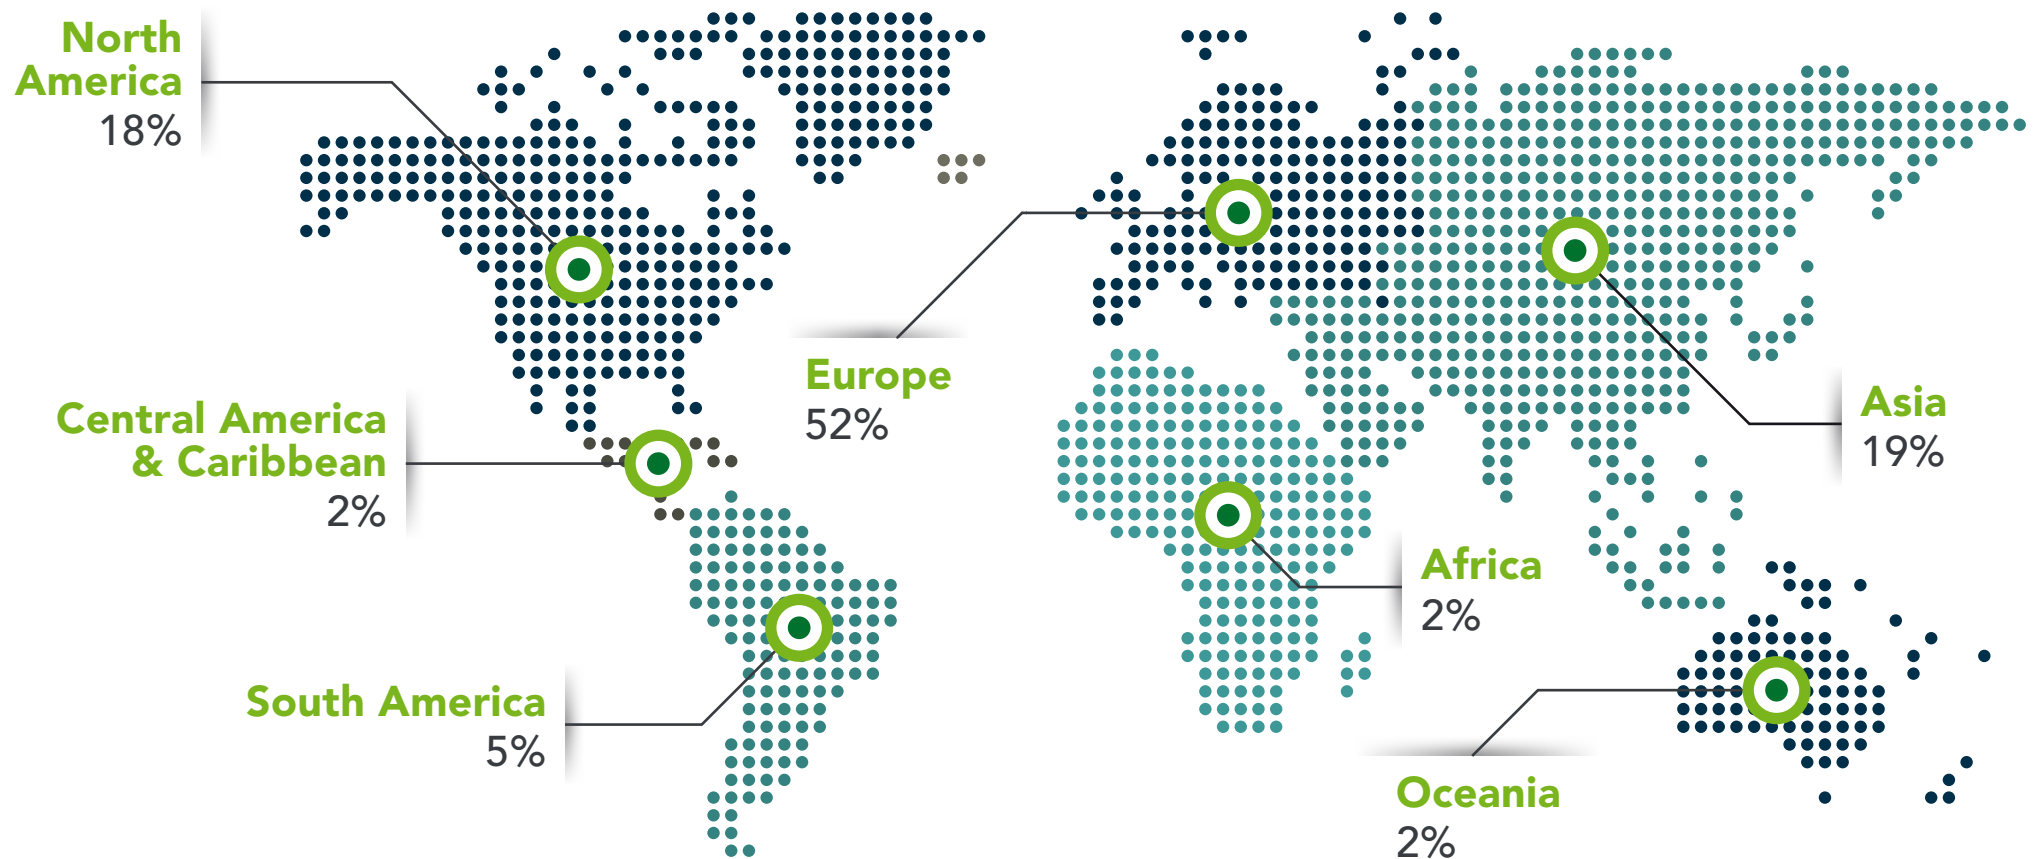 North
America
18%
Central America
& Caribbean
2%
South America
5%
Europe
52%
Asia
19%
Africa
2%
Oceania
2%